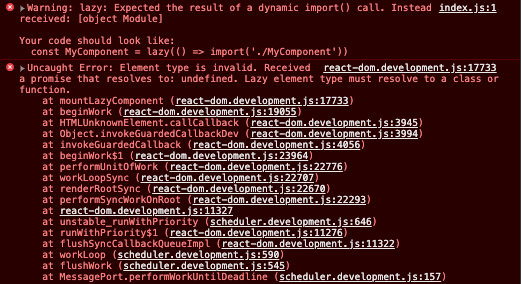 Warning: lazy: Expected the result of a dynamic import() call. Instead index.js:1
received: [object Module]
Your code should look like:
const MyComponent = lazy(() => import('./MyComponent'))
Uncaught Error: Element type is invalid. Received react-dom.development.js:17733
a promise that resolves to: undefined. Lazy element type must resolve to a class or
function.
at mountLazyComponent (react-dom.development.js:17733)
at beginWork (react-dom.development.js:19055)
at HTMLUnknownElement.callCallback (react-dom.development.js:3945)
at Object.invokeGuardedCallbackDev (react-dom.development.js:3994)
at invokeGuardedCallback (react-dom.development.js:4056)
at beginWork$1 (react-dom.development.js:23964)
at performUnitOfWork (react-dom.development.js:22776)
at workLoopSync (react-dom.development.js:22707)
at renderRootSync (react-dom.development.js:22670)
at performSyncWorkOnRoot (react-dom.development.js:22293)
at react-dom.development.js:11327
at unstable_runWithPriority (scheduler.development.js:646)
at runWithPriority$1 (react-dom.development.js:11276)
at flushSyncCallbackQueueImpl (react-dom.development.js:11322)
at workLoop (scheduler.development.js:590)
at flushWork (scheduler.development.js:545)
at MessagePort.performWorkUntilDeadline (scheduler.development.js:157)